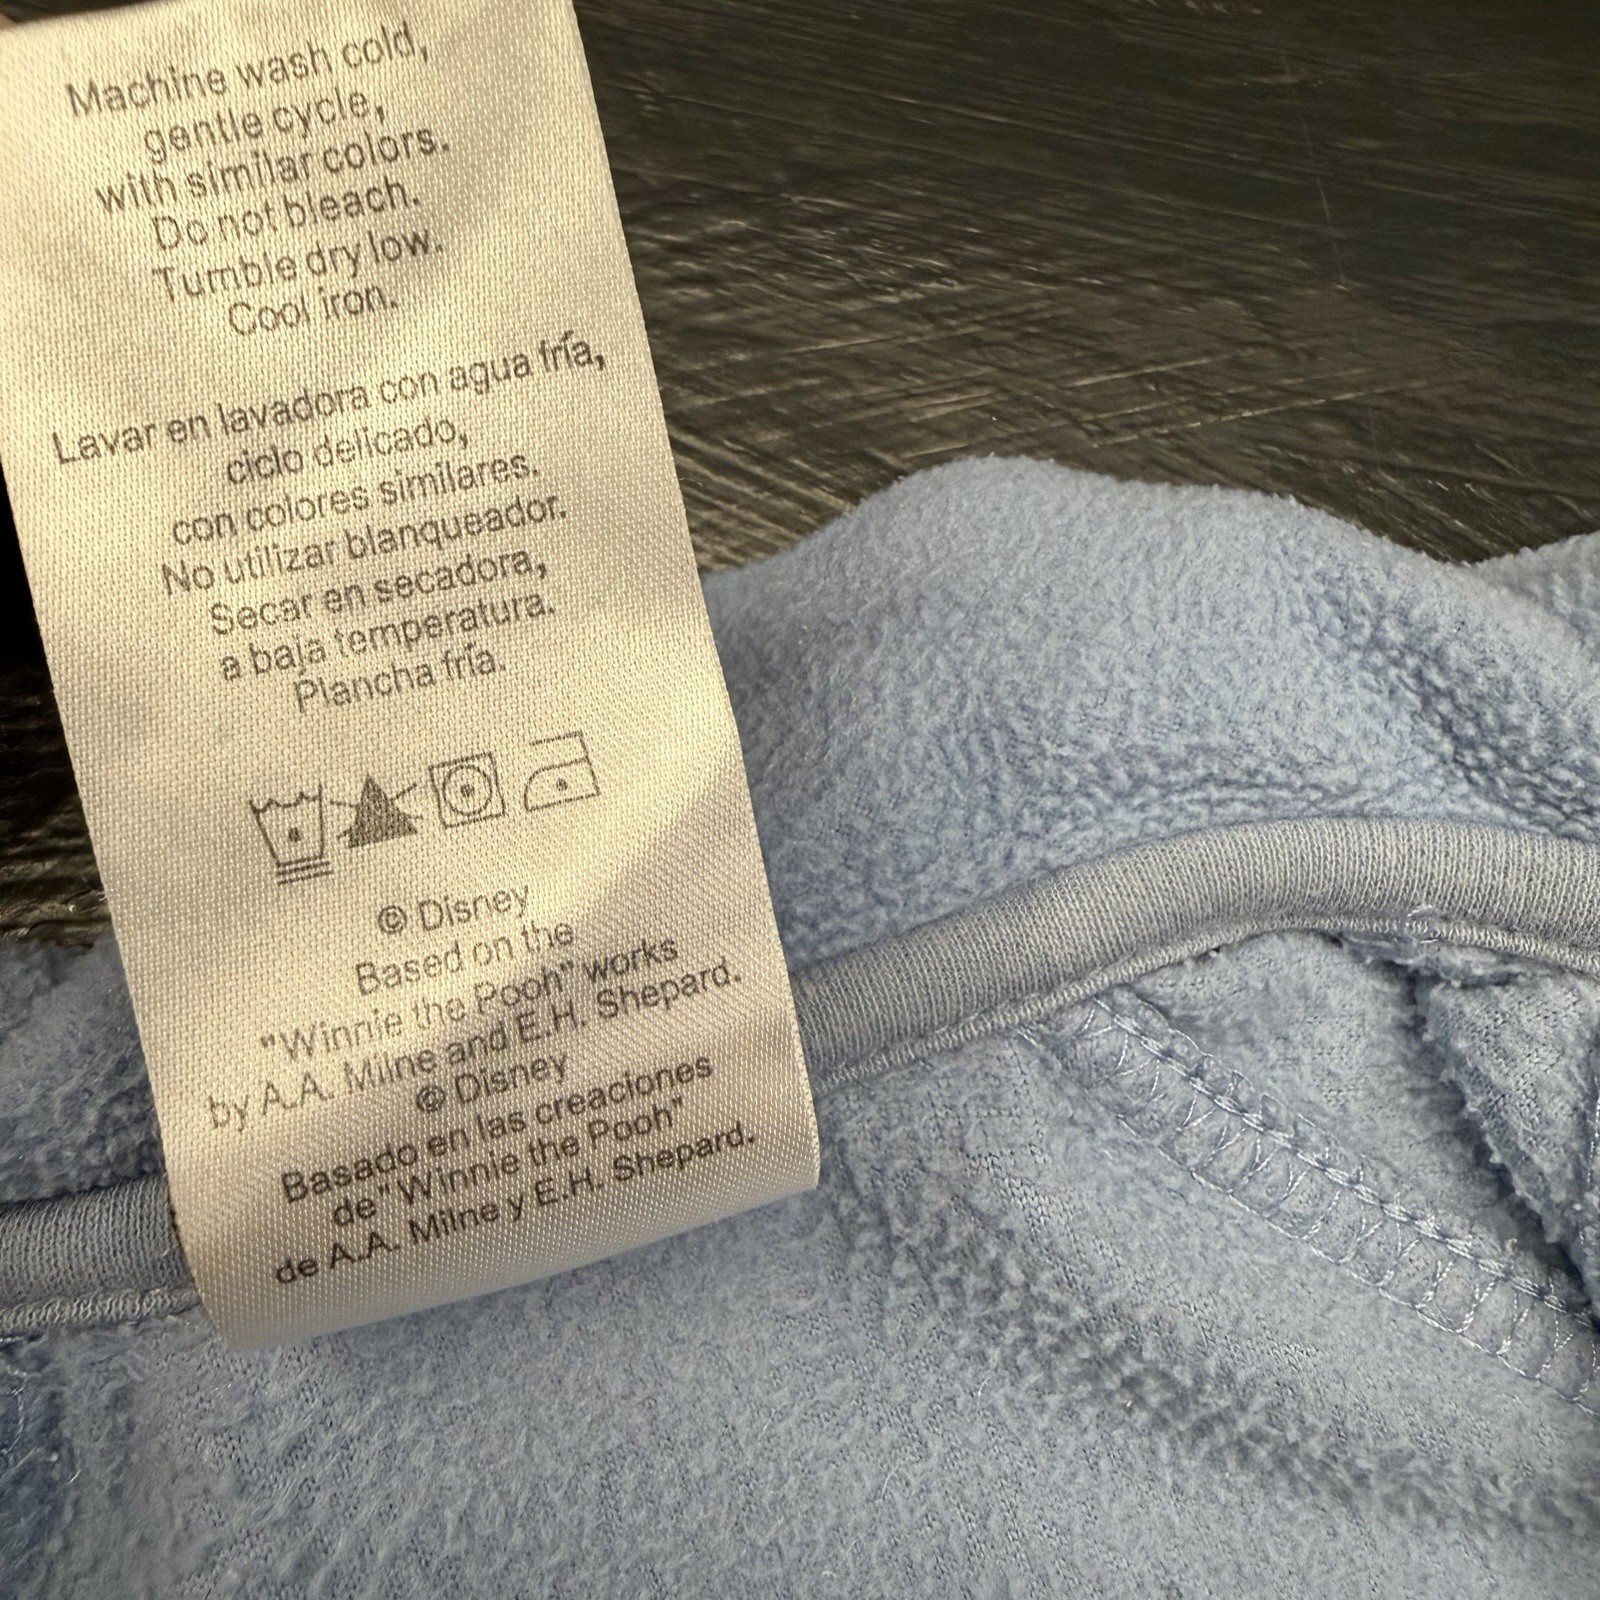 Machine wash cold,
gentle cycle,
with similar colors.
Do not bleach.
Tumble dry low.
Cool iron.
Lavar en lavadora con agua fría,
ciclo delicado,
con colores similares.
No utilizar blanqueador.
Secar en secadora,
a baja temperatura.
Plancha fría.
© Disney
Based on the
"Winnie the Pooh" works
by A.A. Milne and E.H. Shepard.
© Disney
Basado en las creaciones
de "Winnie the Pooh"
de A.A. Milne y E.H. Shepard.